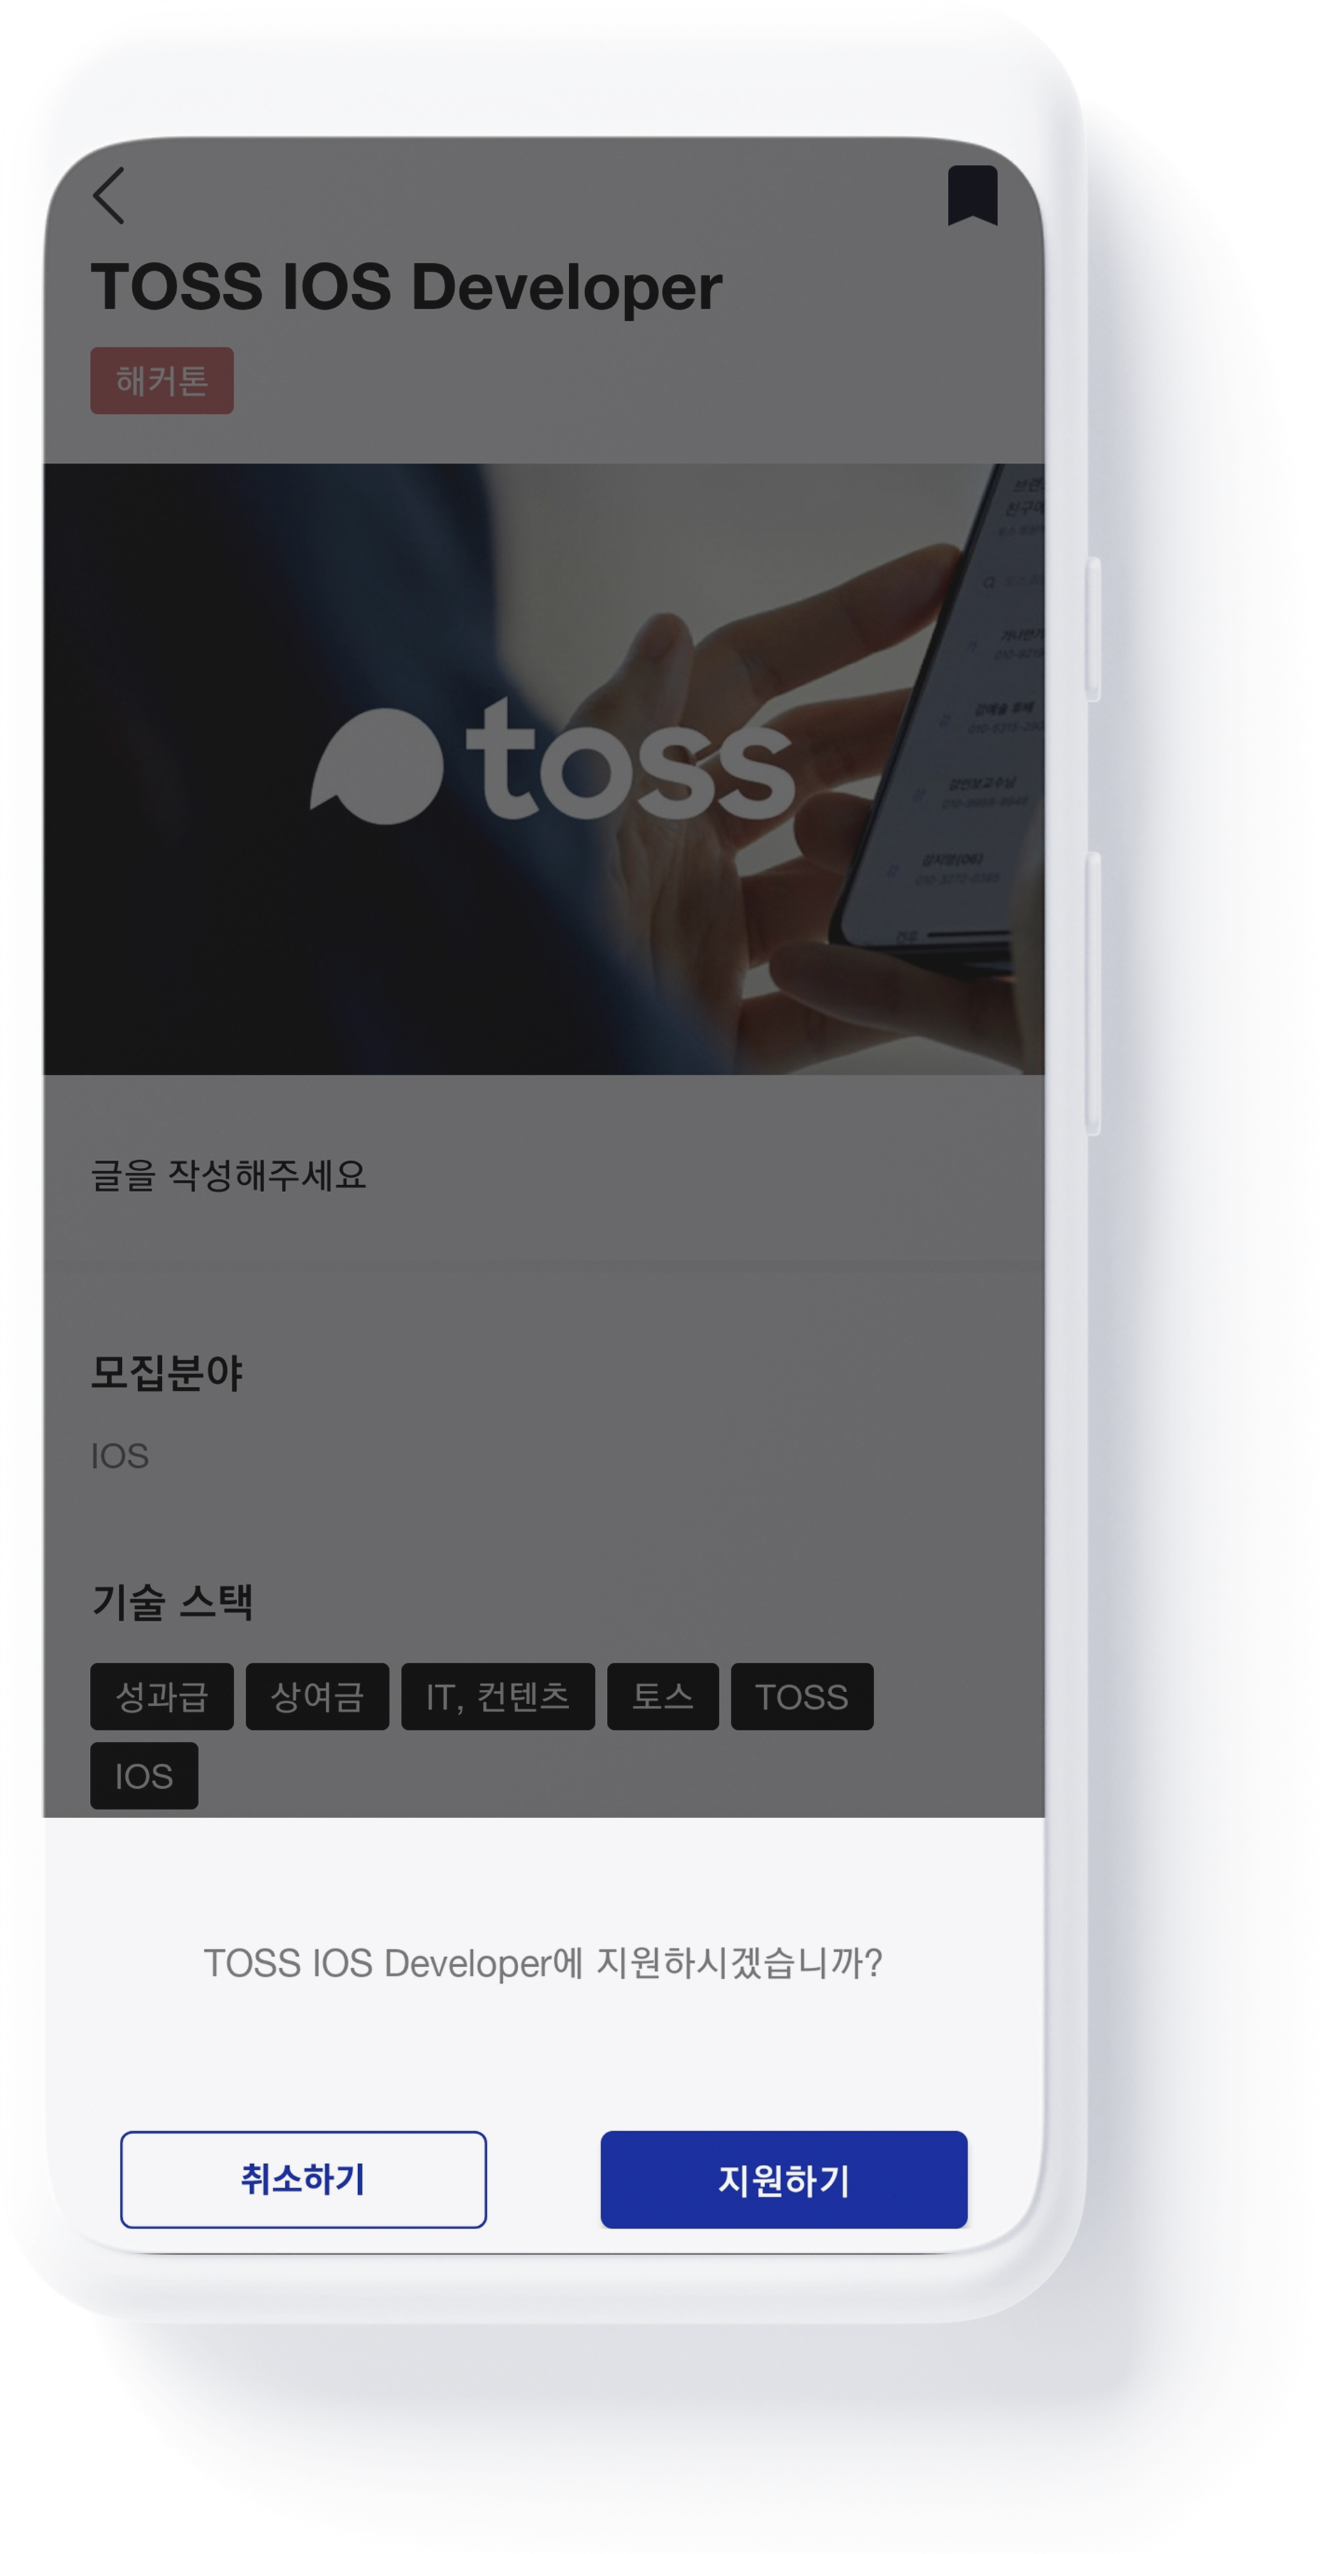 TOSS IOS Developer
해커톤
toss
글을 작성해주세요
모집분야
IOS
기술 스택
성과급 상여금 IT, 컨텐츠 토스 TOSS
IOS
TOSS IOS Developer에 지원하시겠습니까?
취소하기 지원하기